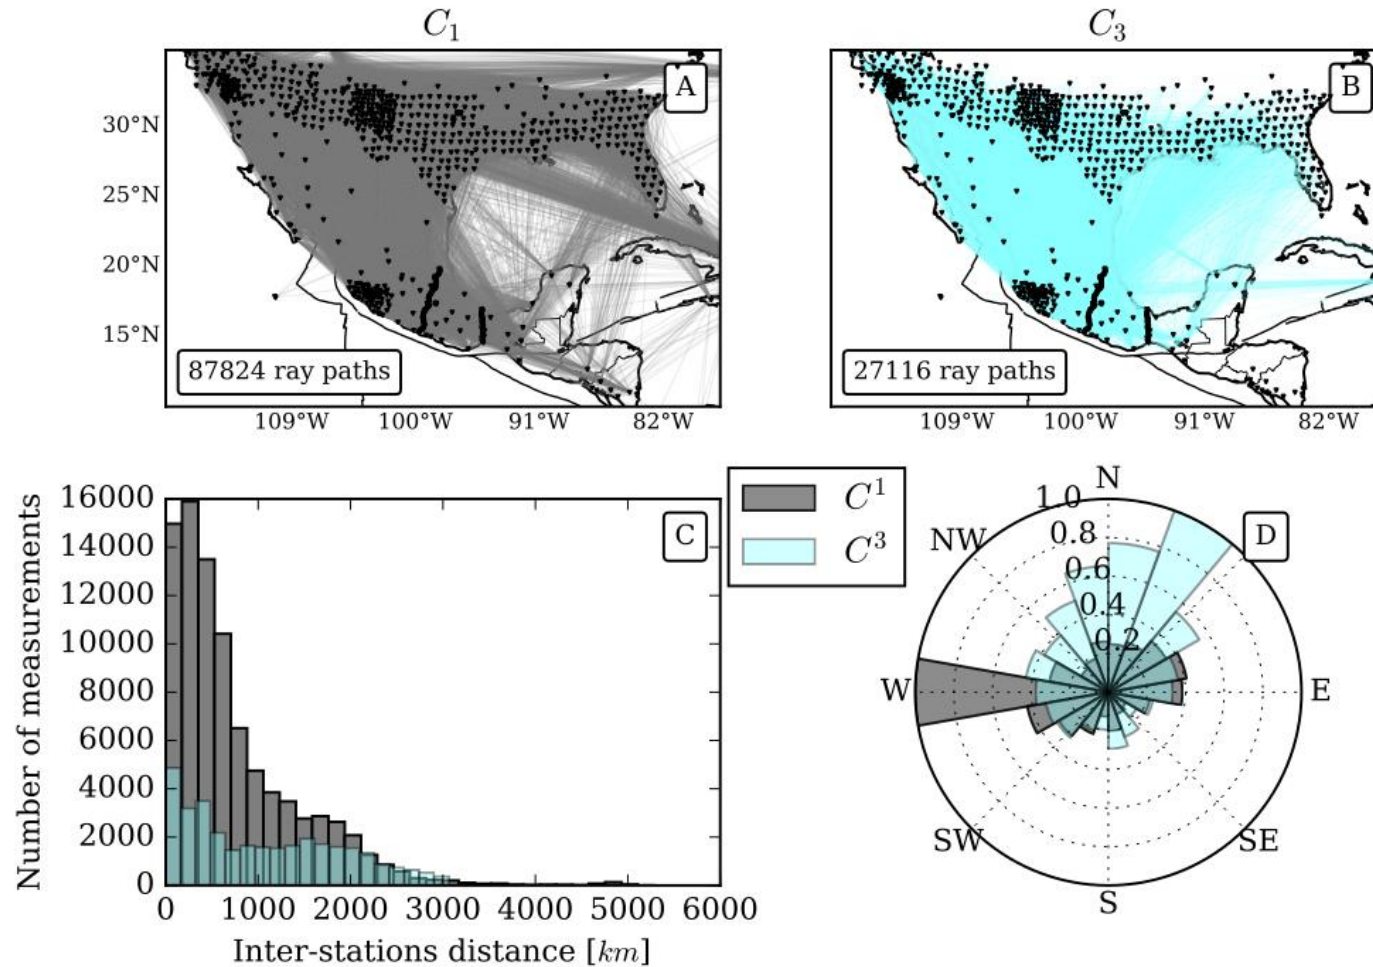 C₁
C₃
A
B
30°N
25°N
20°N
15°N
87824 ray paths
27116 ray paths
109°W 100°W 91°W 82°W
109°W 100°W 91°W 82°W
Number of measurements
16000
14000
12000
10000
8000
6000
4000
2000
0
0 1000 2000 3000 4000 5000 6000
Inter-stations distance [km]
C
C¹
C³
D
N
NW
W
SW
S
SE
E
1.0
0.8
0.6
0.4
0.2